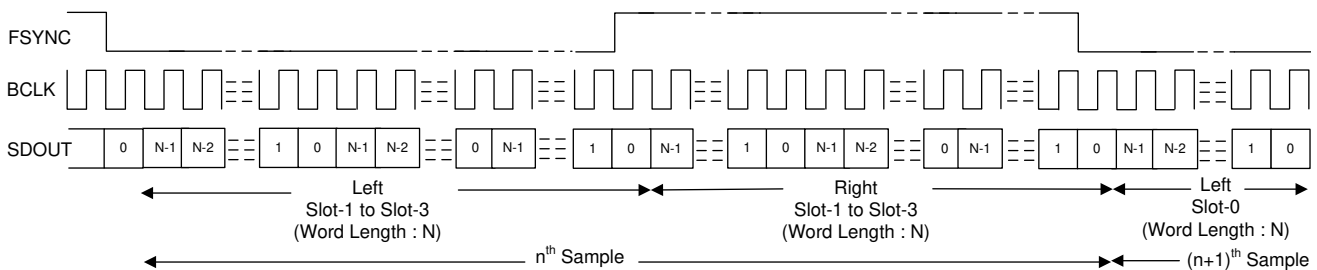 FSYNC
BCLK
SDOUT
0 N-1 N-2 1 0 N-1 N-2 0 N-1 1 0 N-1 1 0 N-1 N-2 0 N-1 1 0 N-1 N-2 1 0
Left
Slot-1 to Slot-3
(Word Length : N)
Right
Slot-1 to Slot-3
(Word Length : N)
Left
Slot-0
(Word Length : N)
nth Sample
(n+1)th Sample